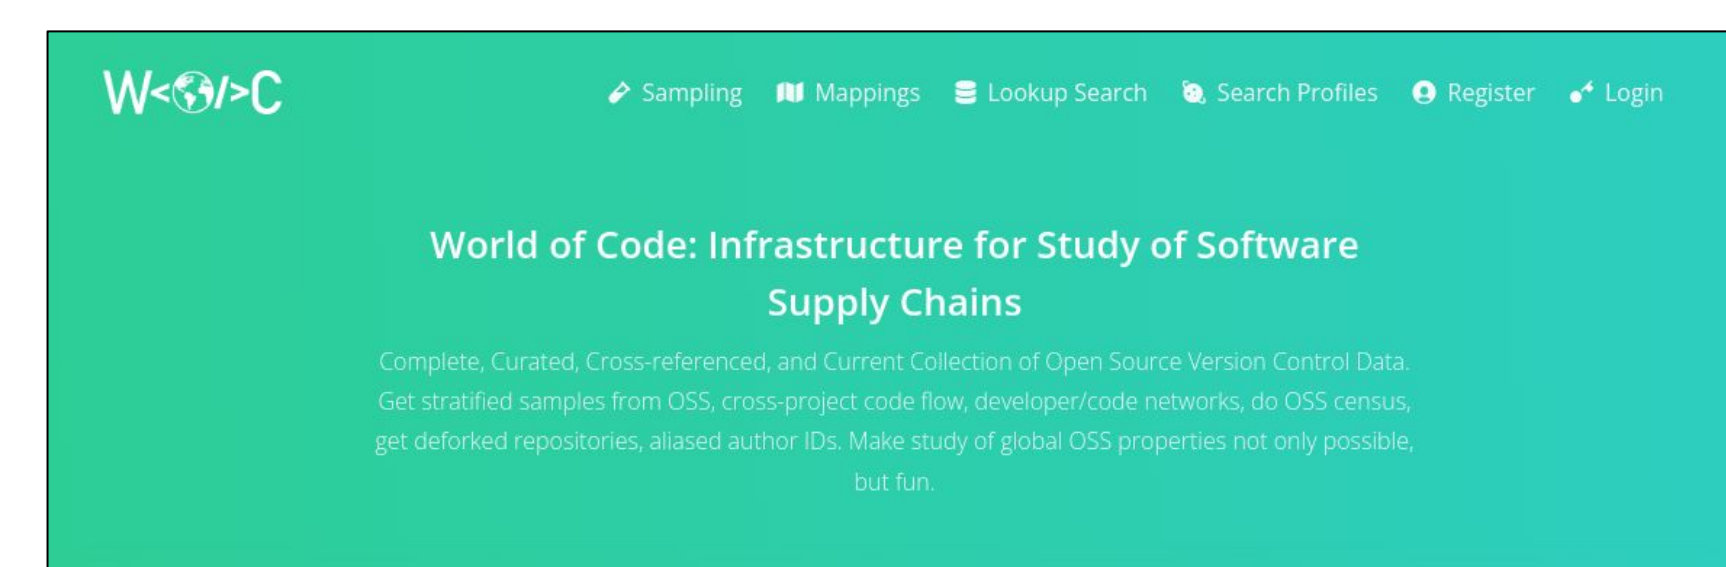 W</>C
Sampling Mappings Lookup Search Search Profiles Register Login
World of Code: Infrastructure for Study of Software
Supply Chains
Complete, Curated, Cross-referenced, and Current Collection of Open Source Version Control Data.
Get stratified samples from OSS, cross-project code flow, developer/code networks, do OSS census,
get deforked repositories, aliased author IDs. Make study of global OSS properties not only possible,
but fun.